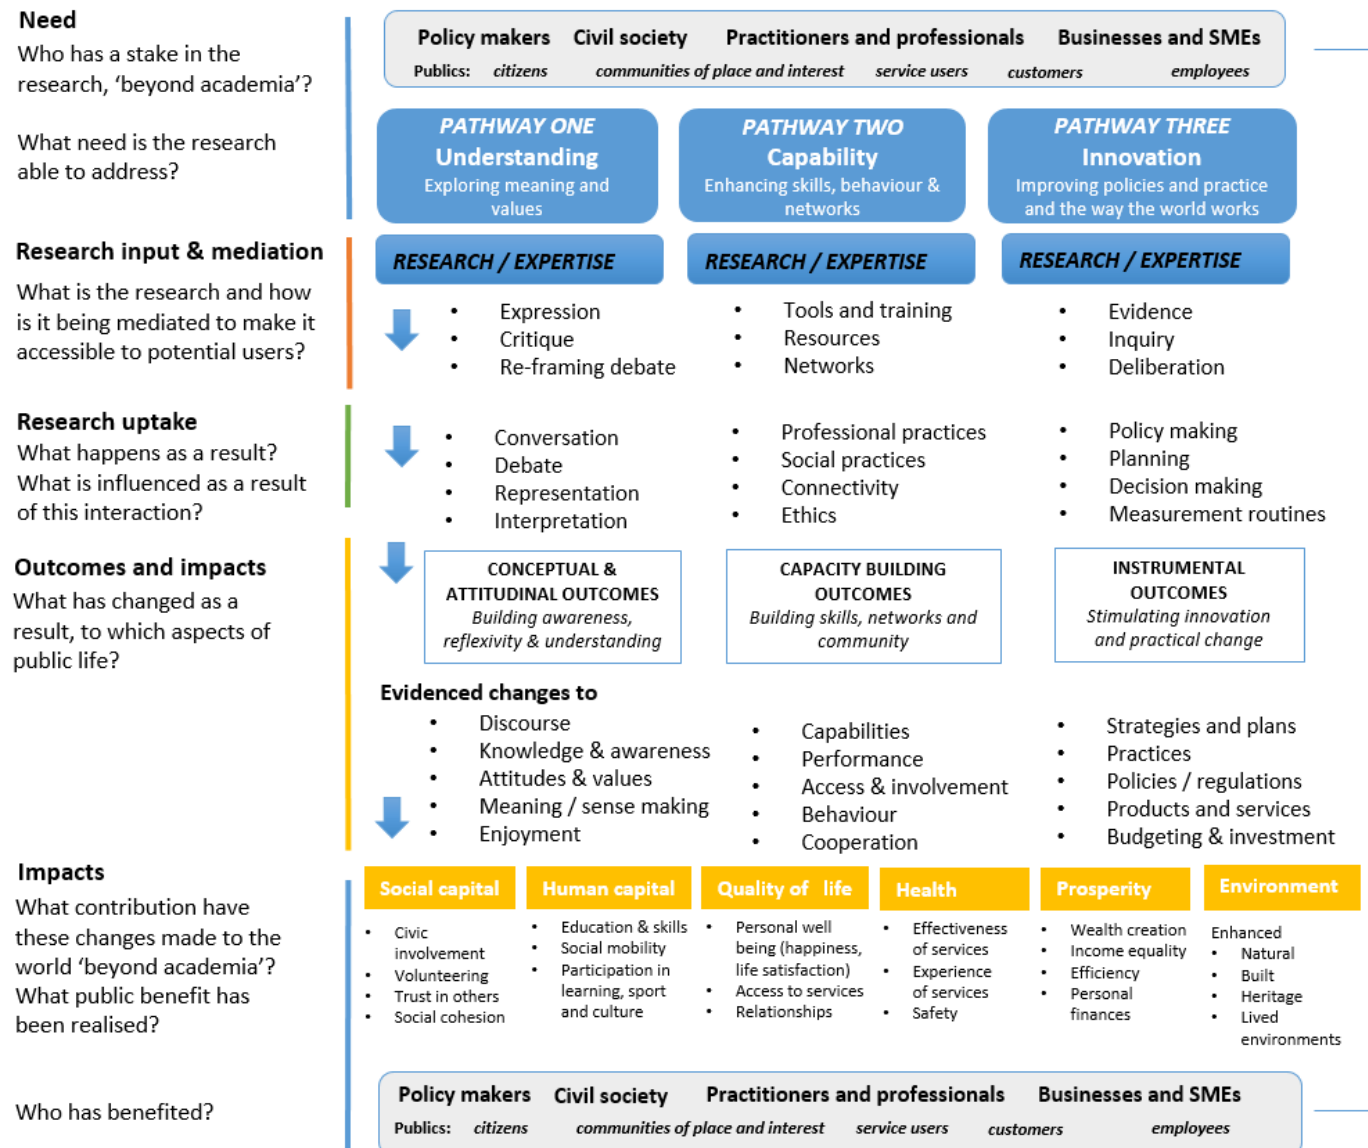 Need
Who has a stake in the
research, ‘beyond academia’?
What need is the research
able to address?
Policy makers Civil society Practitioners and professionals Businesses and SMEs
Publics: citizens communities of place and interest service users customers employees
PATHWAY ONE
Understanding
Exploring meaning and
values
PATHWAY TWO
Capability
Enhancing skills, behaviour &
networks
PATHWAY THREE
Innovation
Improving policies and practice
and the way the world works
Research input & mediation
What is the research and how
is it being mediated to make it
accessible to potential users?
RESEARCH / EXPERTISE
• Expression
• Critique
• Re-framing debate
RESEARCH / EXPERTISE
• Tools and training
• Resources
• Networks
RESEARCH / EXPERTISE
• Evidence
• Inquiry
• Deliberation
Research uptake
What happens as a result?
What is influenced as a result
of this interaction?
• Conversation
• Debate
• Representation
• Interpretation
• Professional practices
• Social practices
• Connectivity
• Ethics
• Policy making
• Planning
• Decision making
• Measurement routines
Outcomes and impacts
What has changed as a
result, to which aspects of
public life?
CONCEPTUAL &
ATTITUDINAL OUTCOMES
Building awareness,
reflexivity & understanding
CAPACITY BUILDING
OUTCOMES
Building skills, networks and
community
INSTRUMENTAL
OUTCOMES
Stimulating innovation
and practical change
Evidenced changes to
• Discourse
• Knowledge & awareness
• Attitudes & values
• Meaning / sense making
• Enjoyment
• Capabilities
• Performance
• Access & involvement
• Behaviour
• Cooperation
• Strategies and plans
• Practices
• Policies / regulations
• Products and services
• Budgeting & investment
Impacts
What contribution have
these changes made to the
world ‘beyond academia’?
What public benefit has
been realised?
Social capital
• Civic
involvement
• Volunteering
• Trust in others
• Social cohesion
Human capital
• Education & skills
• Social mobility
• Participation in
learning, sport
and culture
Quality of life
• Personal well
being (happiness,
life satisfaction)
• Access to services
• Relationships
Health
• Effectiveness
of services
• Experience
of services
• Safety
Prosperity
• Wealth creation
• Income equality
• Efficiency
• Personal
finances
Environment
Enhanced
• Natural
• Built
• Heritage
• Lived
environments
Who has benefited?
Policy makers Civil society Practitioners and professionals Businesses and SMEs
Publics: citizens communities of place and interest service users customers employees